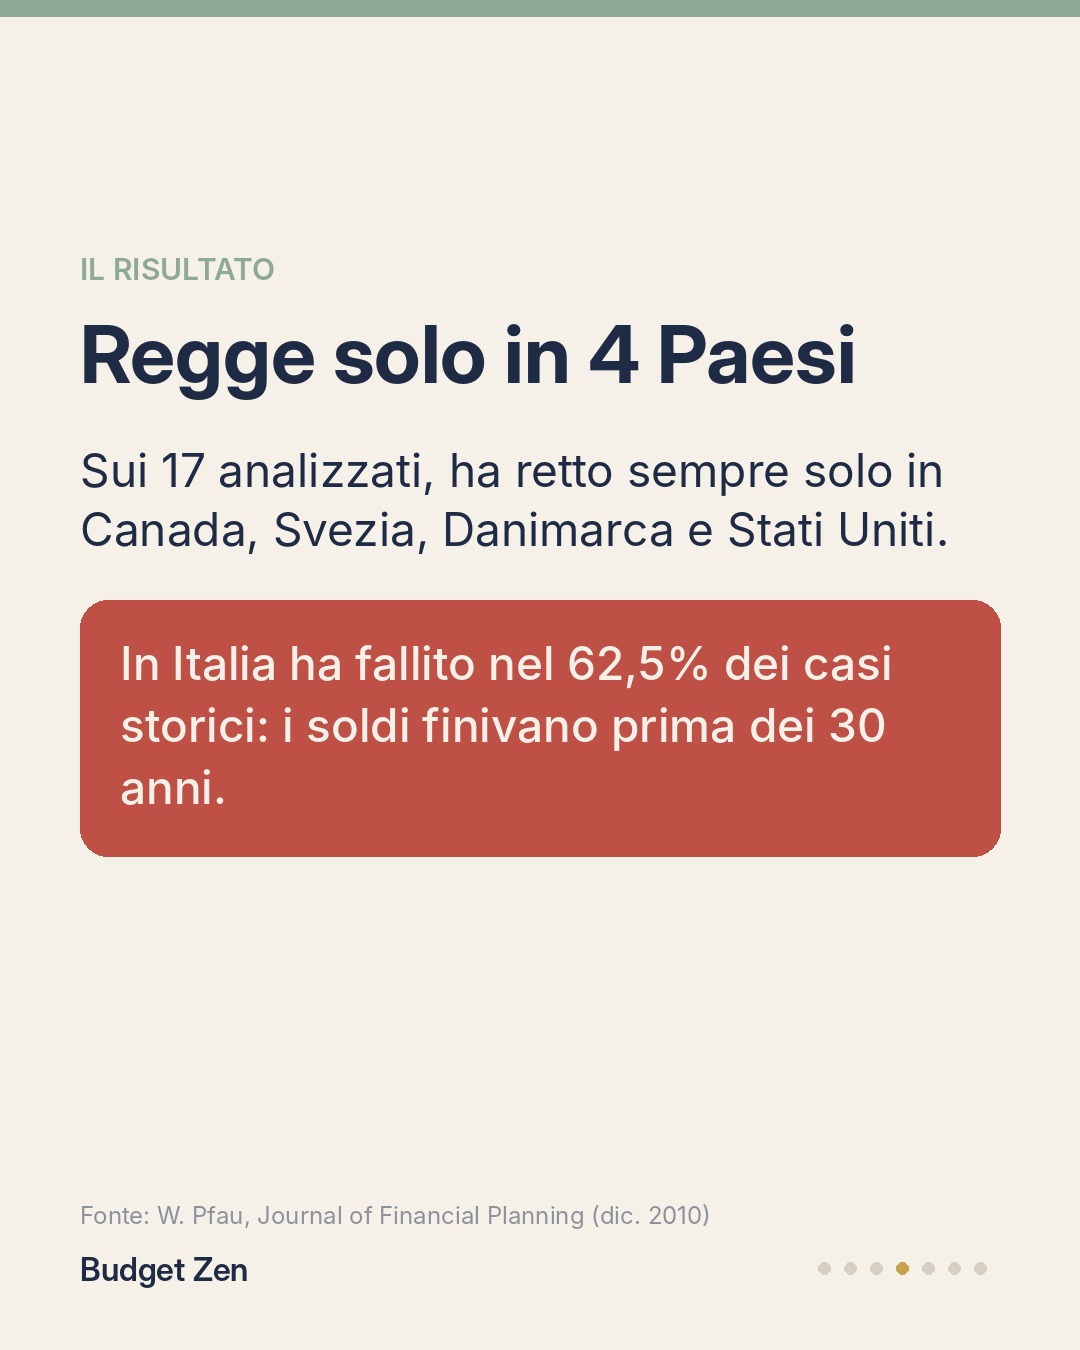 IL RISULTATO
Regge solo in 4 Paesi
Sui 17 analizzati, ha retto sempre solo in
Canada, Svezia, Danimarca e Stati Uniti.
In Italia ha fallito nel 62,5% dei casi
storici: i soldi finivano prima dei 30
anni.
Fonte: W. Pfau, Journal of Financial Planning (dic. 2010)
Budget Zen